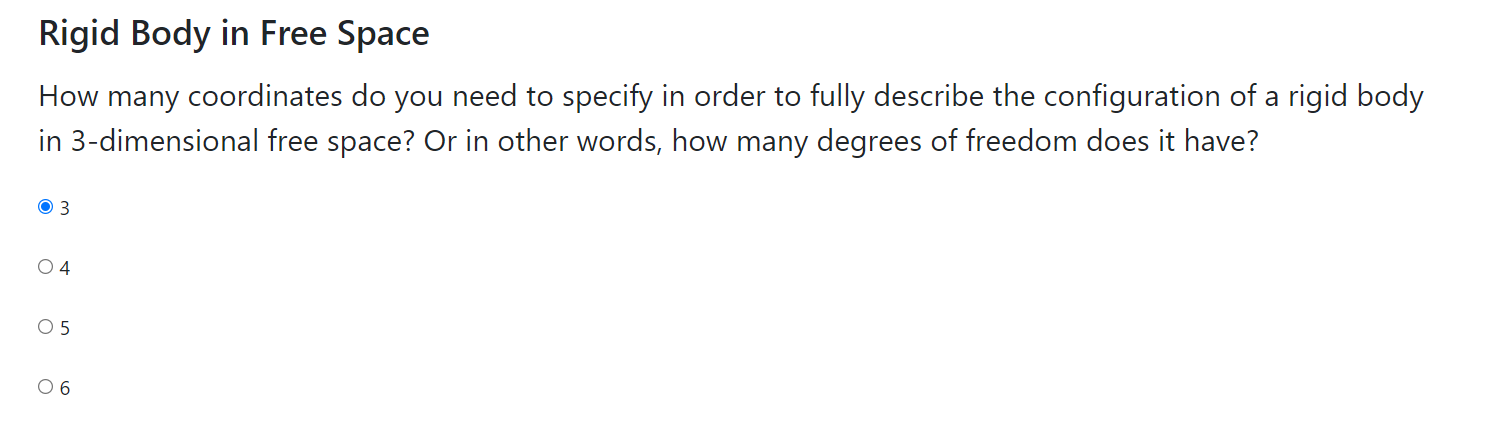 Rigid Body in Free Space
How many coordinates do you need to specify in order to fully describe the configuration of a rigid body
in 3-dimensional free space? Or in other words, how many degrees of freedom does it have?
3
4
5
6